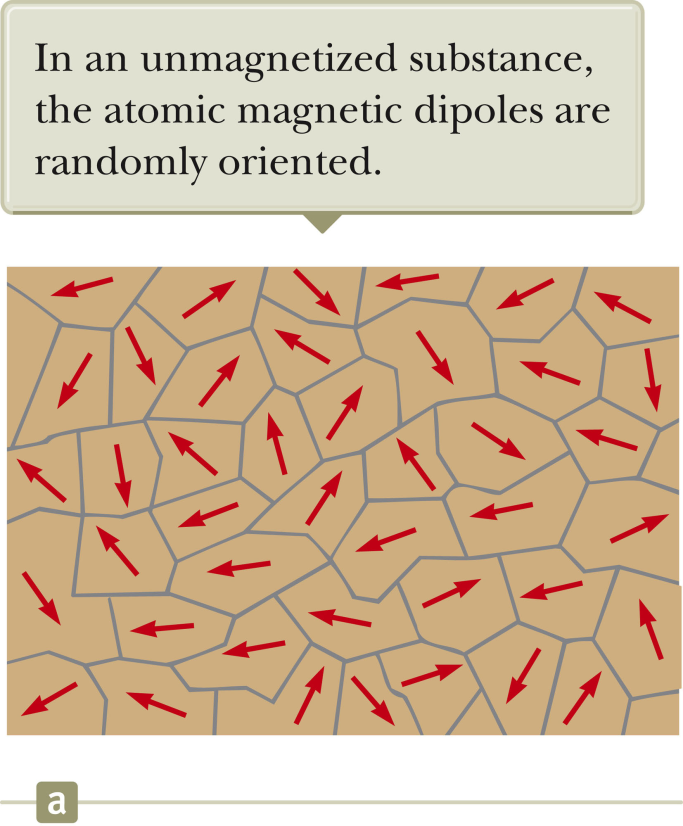 In an unmagnetized substance,
the atomic magnetic dipoles are
randomly oriented.
a